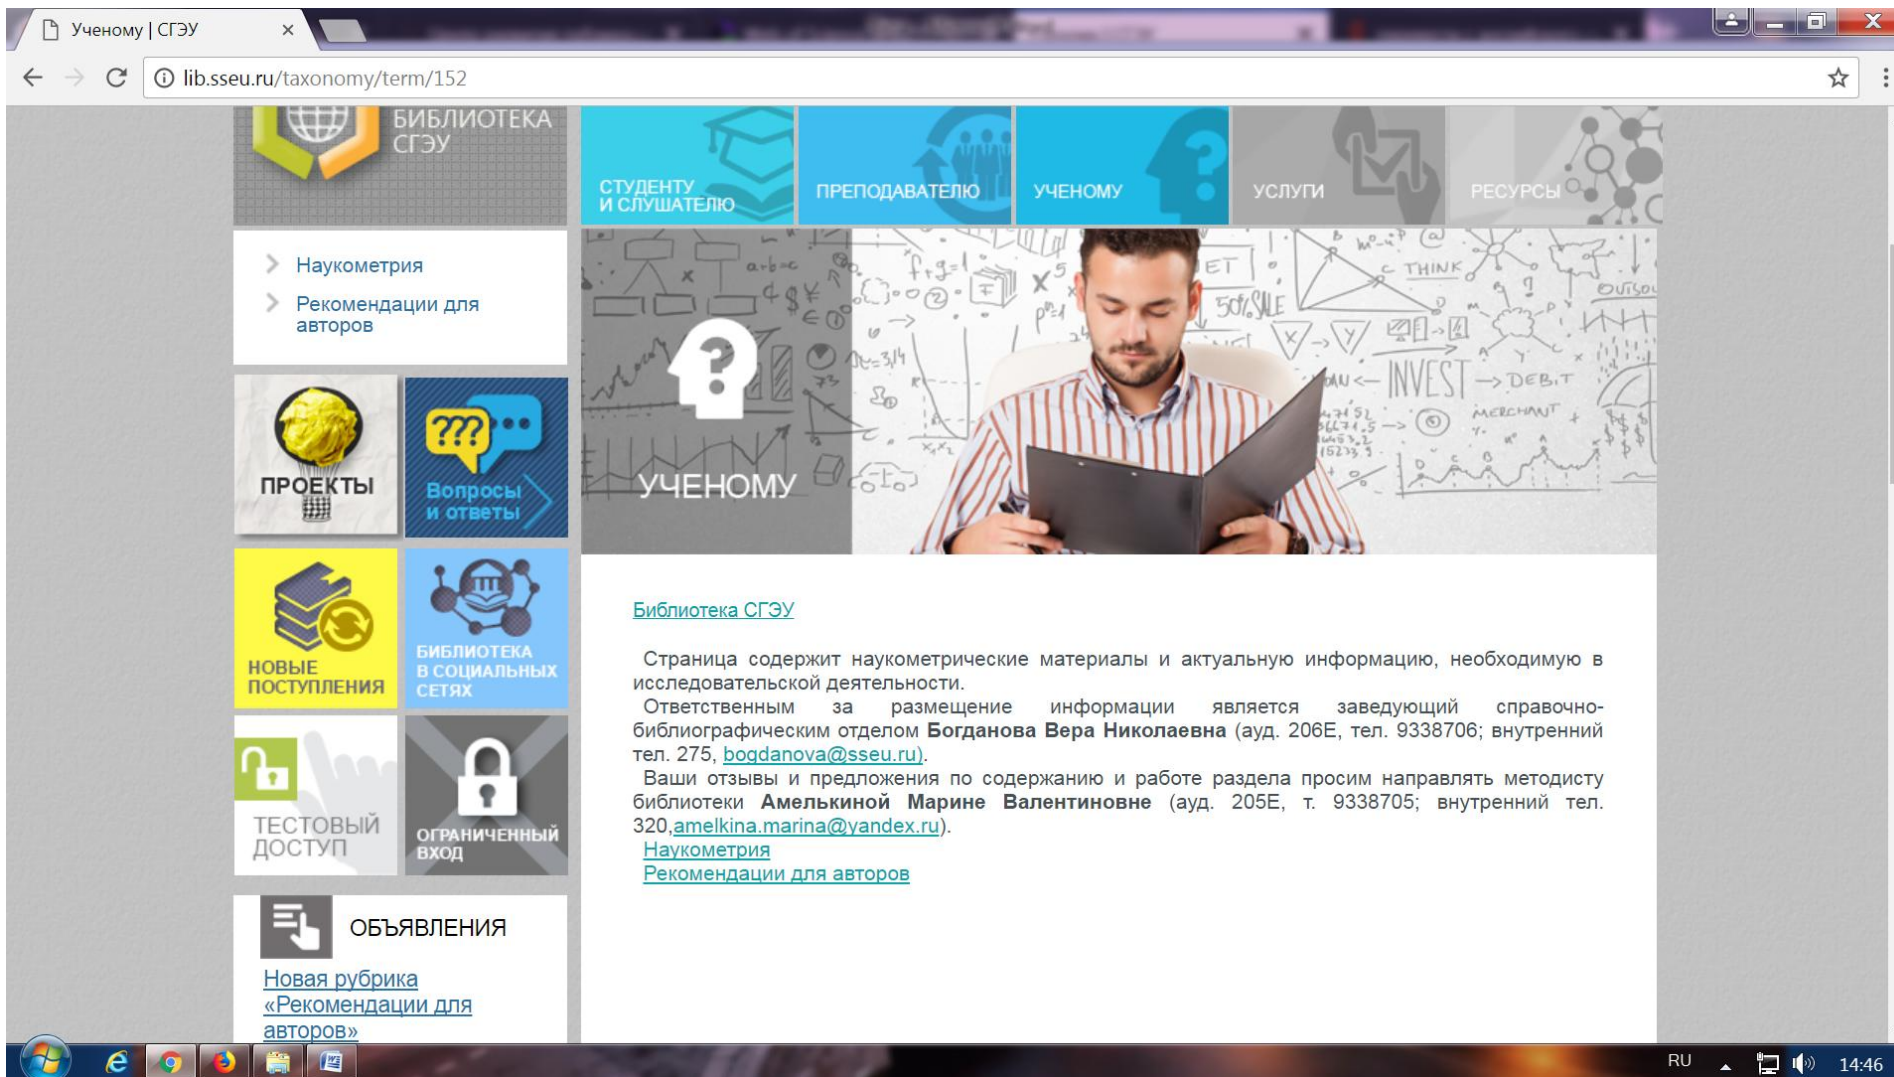 Ученому | СГЭУ
lib.sseu.ru/taxonomy/term/152
БИБЛИОТЕКА
СГЭУ
СТУДЕНТУ
И СЛУШАТЕЛЮ
ПРЕПОДАВАТЕЛЮ
УЧЕНОМУ
УСЛУГИ
РЕСУРСЫ
Наукометрия
Рекомендации для
авторов
ПРОЕКТЫ
???
Вопросы
и ответы
НОВЫЕ
ПОСТУПЛЕНИЯ
БИБЛИОТЕКА
В СОЦИАЛЬНЫХ
СЕТЯХ
ТЕСТОВЫЙ
ДОСТУП
ОГРАНИЧЕННЫЙ
ВХОД
ОБЪЯВЛЕНИЯ
Новая рубрика
«Рекомендации для
авторов»
УЧЕНОМУ
a+b=c
f+g=1
50% SALE
THINK
INVEST
DEBIT
MERCHANT
Библиотека СГЭУ
Страница содержит наукометрические материалы и актуальную информацию, необходимую в
исследовательской деятельности.
Ответственным за размещение информации является заведующий справочно-
библиографическим отделом Богданова Вера Николаевна (ауд. 206Е, тел. 9338706; внутренний
тел. 275, bogdanova@sseu.ru).
Ваши отзывы и предложения по содержанию и работе раздела просим направлять методисту
библиотеки Амелькиной Марине Валентиновне (ауд. 205Е, т. 9338705; внутренний тел.
320,amelkina.marina@yandex.ru).
Наукометрия
Рекомендации для авторов
RU
14:46